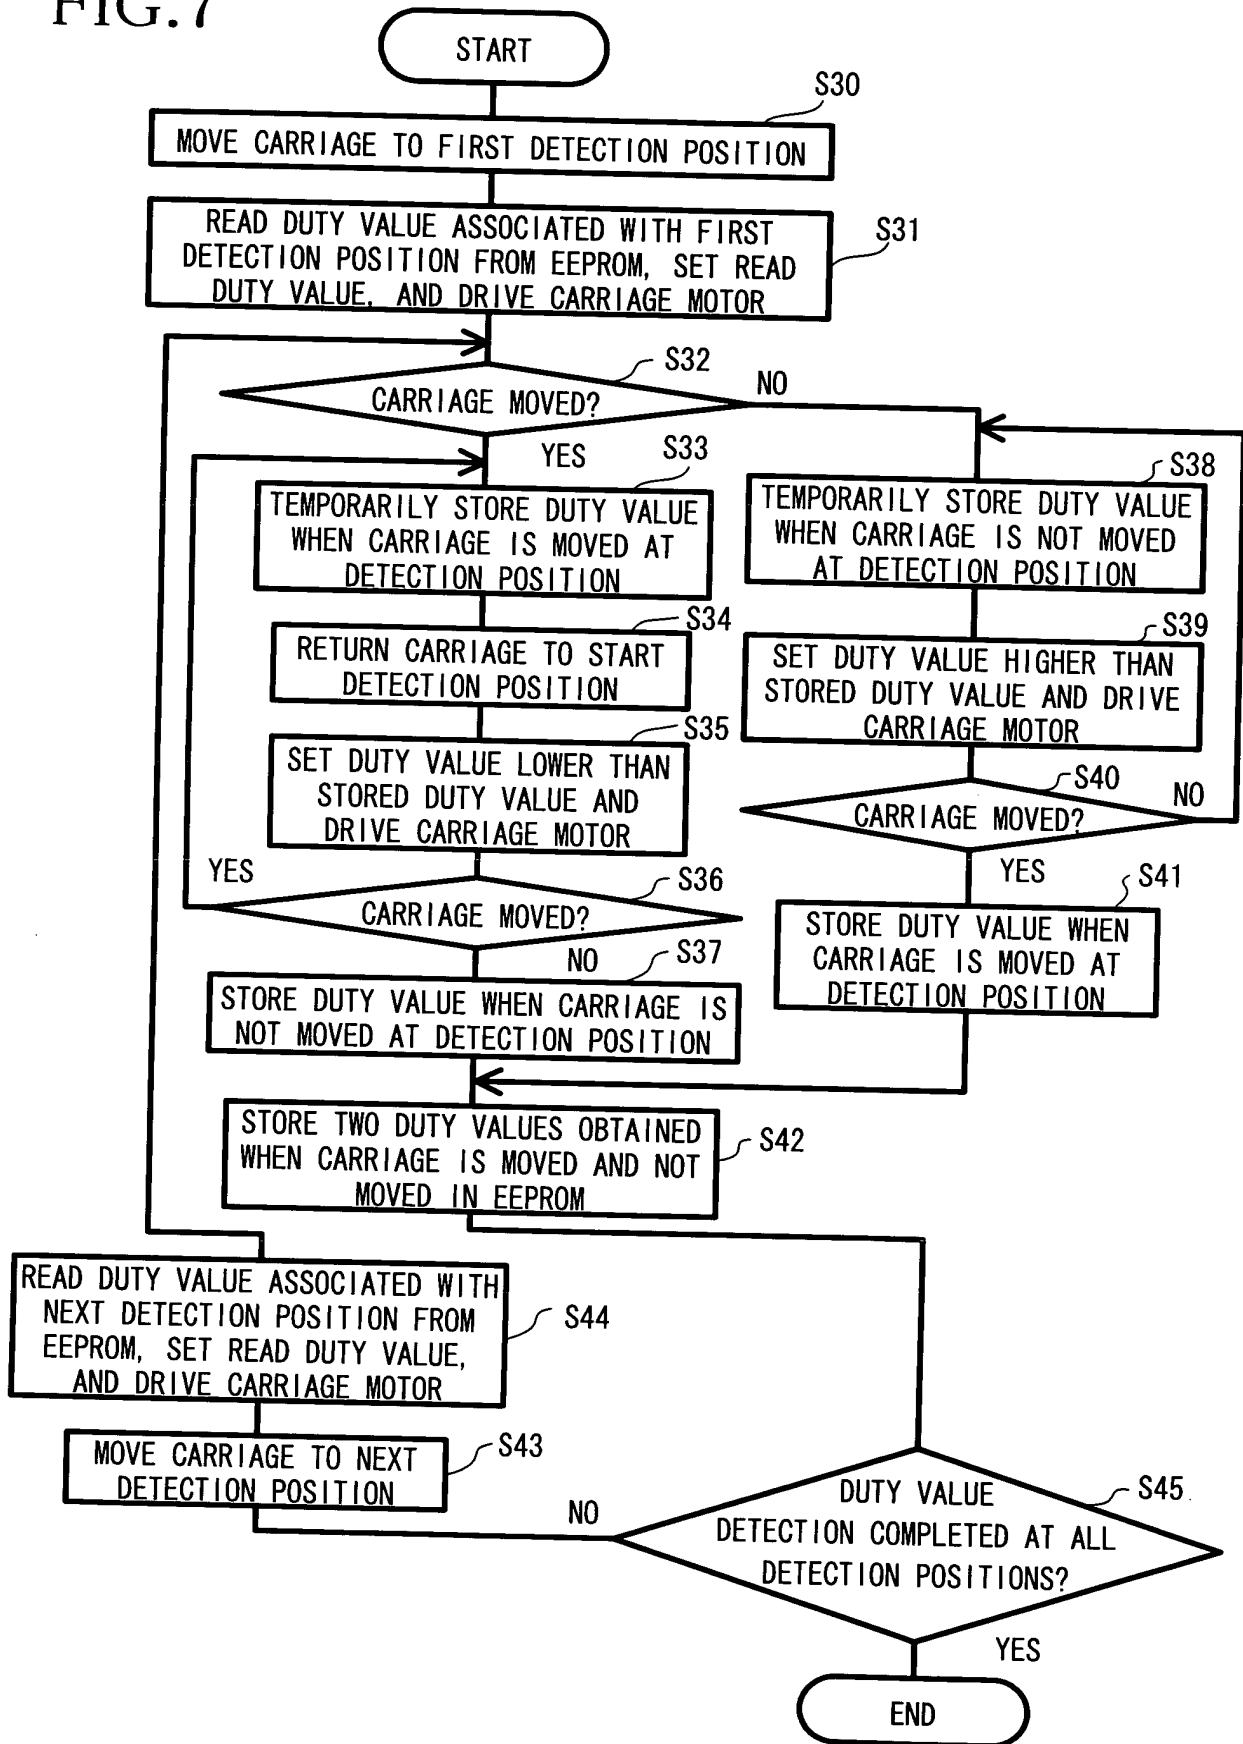 FIG.7
START
S30
MOVE CARRIAGE TO FIRST DETECTION POSITION
READ DUTY VALUE ASSOCIATED WITH FIRST
DETECTION POSITION FROM EEPROM, SET READ
DUTY VALUE, AND DRIVE CARRIAGE MOTOR
S31
S32
CARRIAGE MOVED?
NO
YES
S33
TEMPORARILY STORE DUTY VALUE
WHEN CARRIAGE IS MOVED AT
DETECTION POSITION
S34
RETURN CARRIAGE TO START
DETECTION POSITION
S35
SET DUTY VALUE LOWER THAN
STORED DUTY VALUE AND
DRIVE CARRIAGE MOTOR
YES
S36
CARRIAGE MOVED?
NO
S37
STORE DUTY VALUE WHEN CARRIAGE IS
NOT MOVED AT DETECTION POSITION
S38
TEMPORARILY STORE DUTY VALUE
WHEN CARRIAGE IS NOT MOVED
AT DETECTION POSITION
S39
SET DUTY VALUE HIGHER THAN
STORED DUTY VALUE AND DRIVE
CARRIAGE MOTOR
S40
CARRIAGE MOVED?
NO
YES
S41
STORE DUTY VALUE WHEN
CARRIAGE IS MOVED AT
DETECTION POSITION
STORE TWO DUTY VALUES OBTAINED
WHEN CARRIAGE IS MOVED AND NOT
MOVED IN EEPROM
S42
READ DUTY VALUE ASSOCIATED WITH
NEXT DETECTION POSITION FROM
EEPROM, SET READ DUTY VALUE,
AND DRIVE CARRIAGE MOTOR
S44
MOVE CARRIAGE TO NEXT
DETECTION POSITION
S43
NO
DUTY VALUE
DETECTION COMPLETED AT ALL
DETECTION POSITIONS?
S45
YES
END